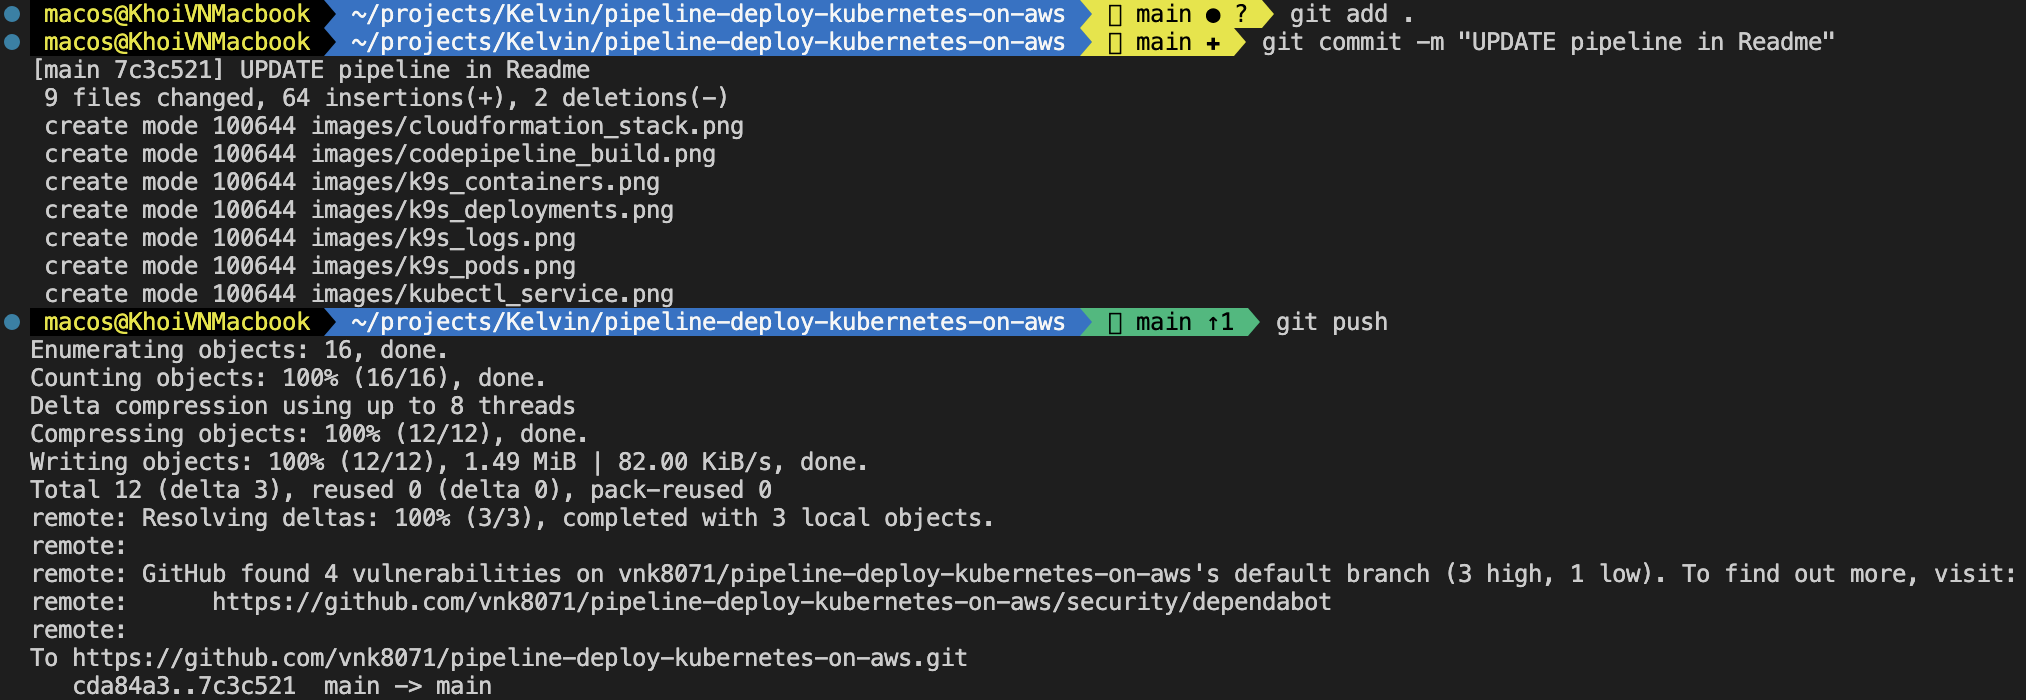 macos@KhoiVNMacbook ~/projects/Kelvin/pipeline-deploy-kubernetes-on-aws main ● ? git add .
macos@KhoiVNMacbook ~/projects/Kelvin/pipeline-deploy-kubernetes-on-aws main ✚ git commit -m "UPDATE pipeline in Readme"
[main 7c3c521] UPDATE pipeline in Readme
9 files changed, 64 insertions(+), 2 deletions(-)
create mode 100644 images/cloudformation_stack.png
create mode 100644 images/codepipeline_build.png
create mode 100644 images/k9s_containers.png
create mode 100644 images/k9s_deployments.png
create mode 100644 images/k9s_logs.png
create mode 100644 images/k9s_pods.png
create mode 100644 images/kubectl_service.png
macos@KhoiVNMacbook ~/projects/Kelvin/pipeline-deploy-kubernetes-on-aws main ↑1 git push
Enumerating objects: 16, done.
Counting objects: 100% (16/16), done.
Delta compression using up to 8 threads
Compressing objects: 100% (12/12), done.
Writing objects: 100% (12/12), 1.49 MiB | 82.00 KiB/s, done.
Total 12 (delta 3), reused 0 (delta 0), pack-reused 0
remote: Resolving deltas: 100% (3/3), completed with 3 local objects.
remote:
remote: GitHub found 4 vulnerabilities on vnk8071/pipeline-deploy-kubernetes-on-aws's default branch (3 high, 1 low). To find out more, visit:
remote:      https://github.com/vnk8071/pipeline-deploy-kubernetes-on-aws/security/dependabot
remote:
To https://github.com/vnk8071/pipeline-deploy-kubernetes-on-aws.git
cda84a3..7c3c521  main -> main